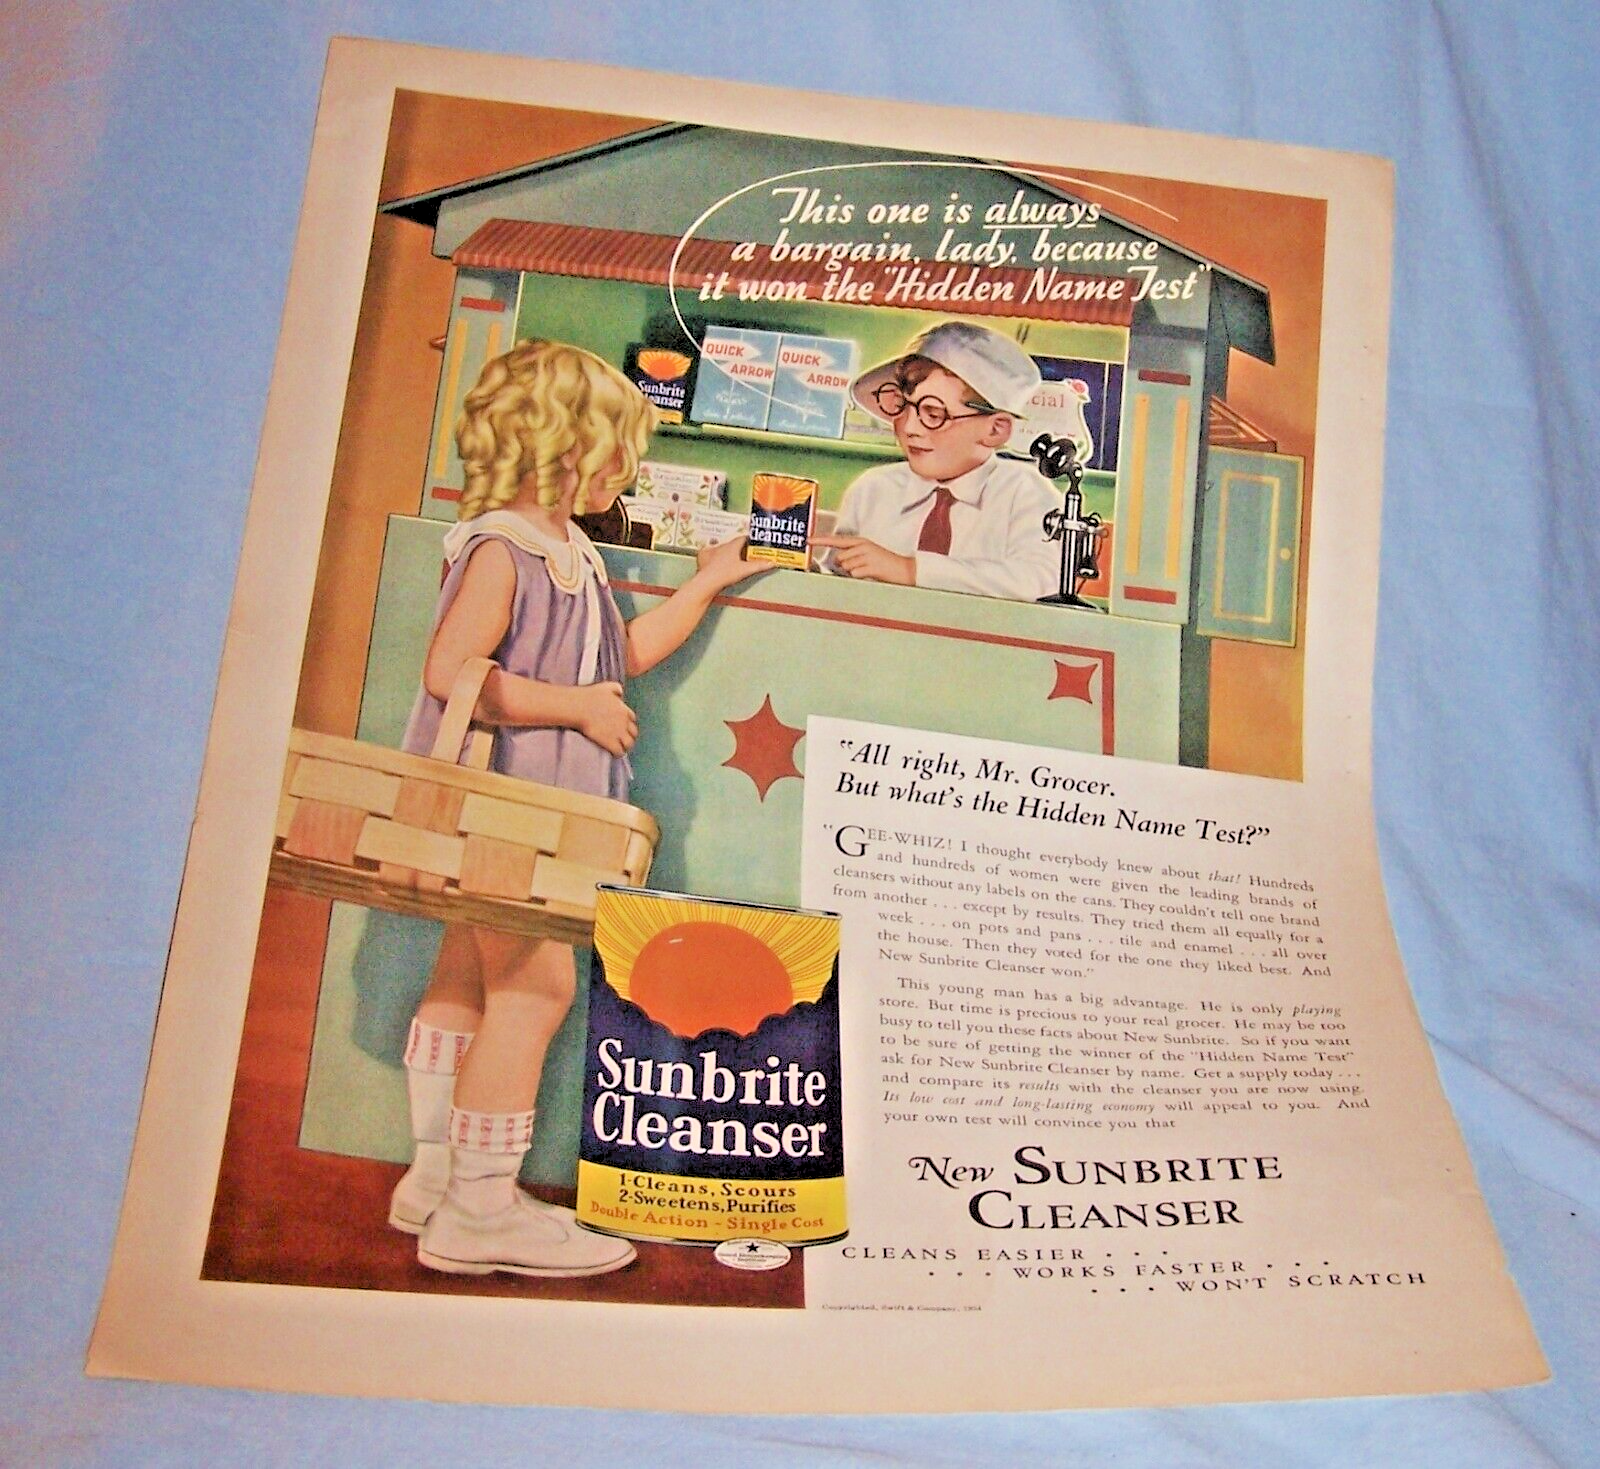 This one is always
a bargain, lady, because
it won the "Hidden Name Test"
QUICK
ARROW
QUICK
ARROW
Sunbrite
Cleanser
cial
Sunbrite
Cleanser
"All right, Mr. Grocer.
But what's the Hidden Name Test?"
"GEE-WHIZ! I thought everybody knew about that! Hundreds
and hundreds of women were given the leading brands of
cleansers without any labels on the cans. They couldn't tell one brand
from another . . . except by results. They tried them all equally for a
week . . . on pots and pans . . . tile and enamel . . . all over
the house. Then they voted for the one they liked best. And
New Sunbrite Cleanser won."
This young man has a big advantage. He is only playing
store. But time is precious to your real grocer. He may be too
busy to tell you these facts about New Sunbrite. So if you want
to be sure of getting the winner of the "Hidden Name Test"
ask for New Sunbrite Cleanser by name. Get a supply today . . .
and compare its results with the cleanser you are now using.
Its low cost and long-lasting economy will appeal to you. And
your own test will convince you that
New SUNBRITE
CLEANSER
CLEANS EASIER . . .
. . . WORKS FASTER . . .
. . . WON'T SCRATCH
Sunbrite
Cleanser
1-Cleans, Scours
2-Sweetens, Purifies
Double Action - Single Cost
Good Housekeeping
Copyrighted, Swift & Company, 1934